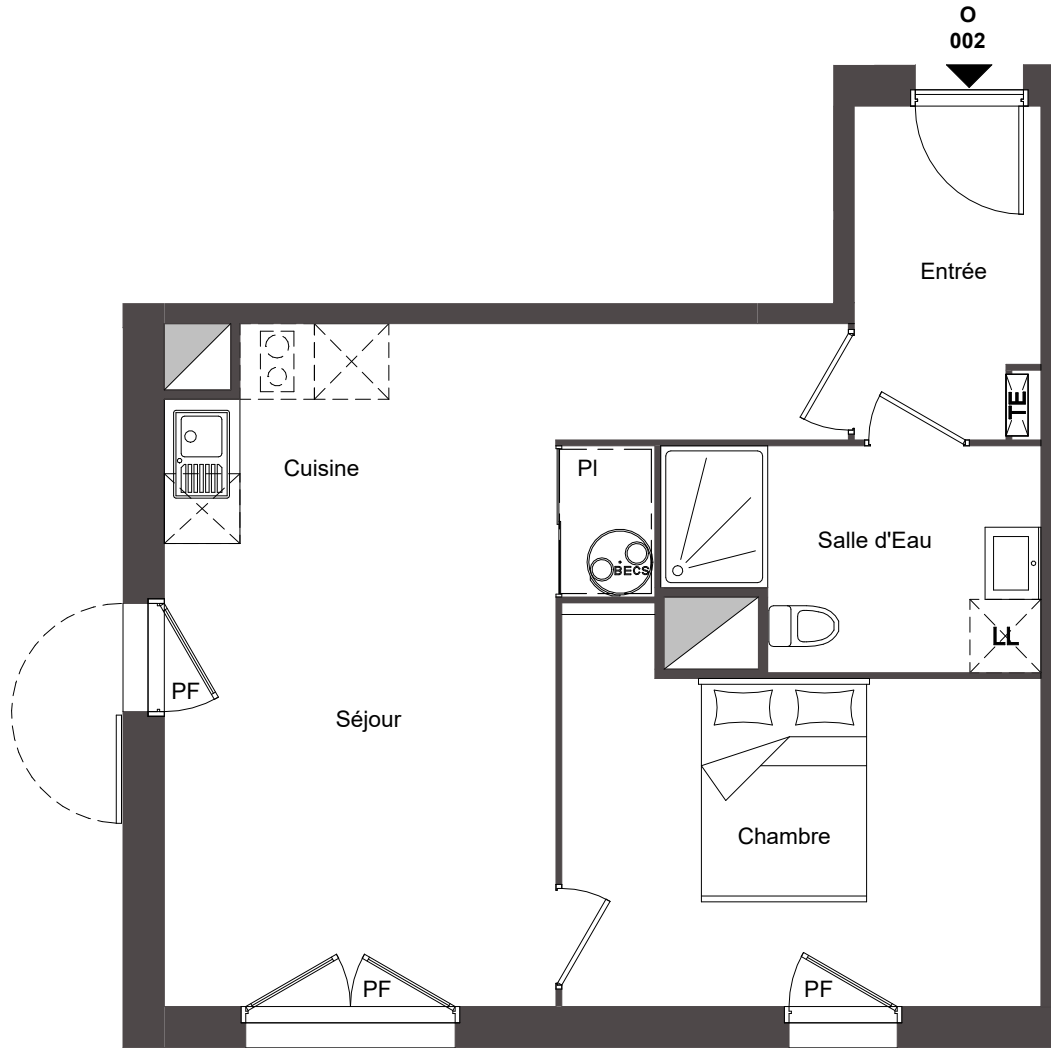 O
002
Entrée
TE
Cuisine
Pl
BECS
Salle d'Eau
LL
PF
Séjour
Chambre
PF
PF